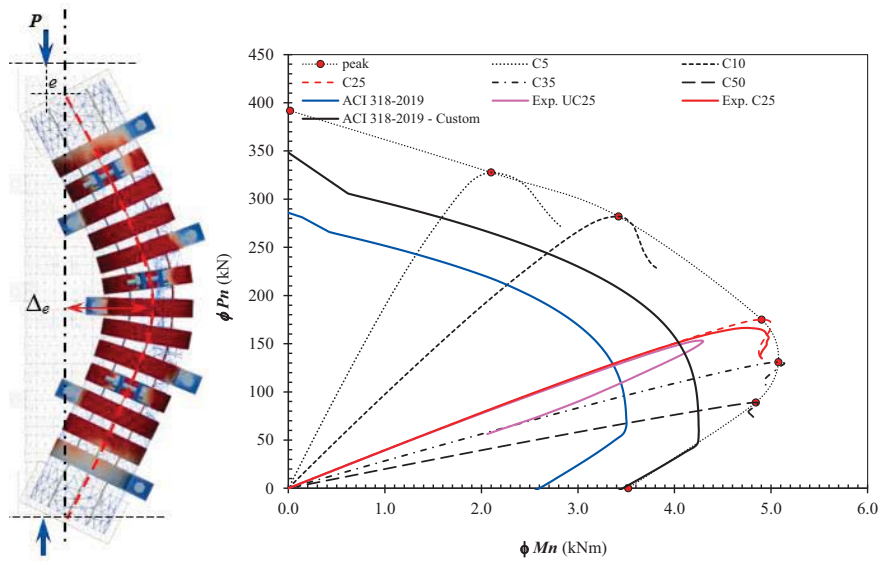 P
e
Δe
450
400
350
300
250
200
150
100
50
0
ϕ Pn (kN)
peak C5 C10
C25 C35 C50
ACI 318-2019 Exp. UC25 Exp. C25
ACI 318-2019 - Custom
0.0 1.0 2.0 3.0 4.0 5.0 6.0
ϕ Mn (kNm)